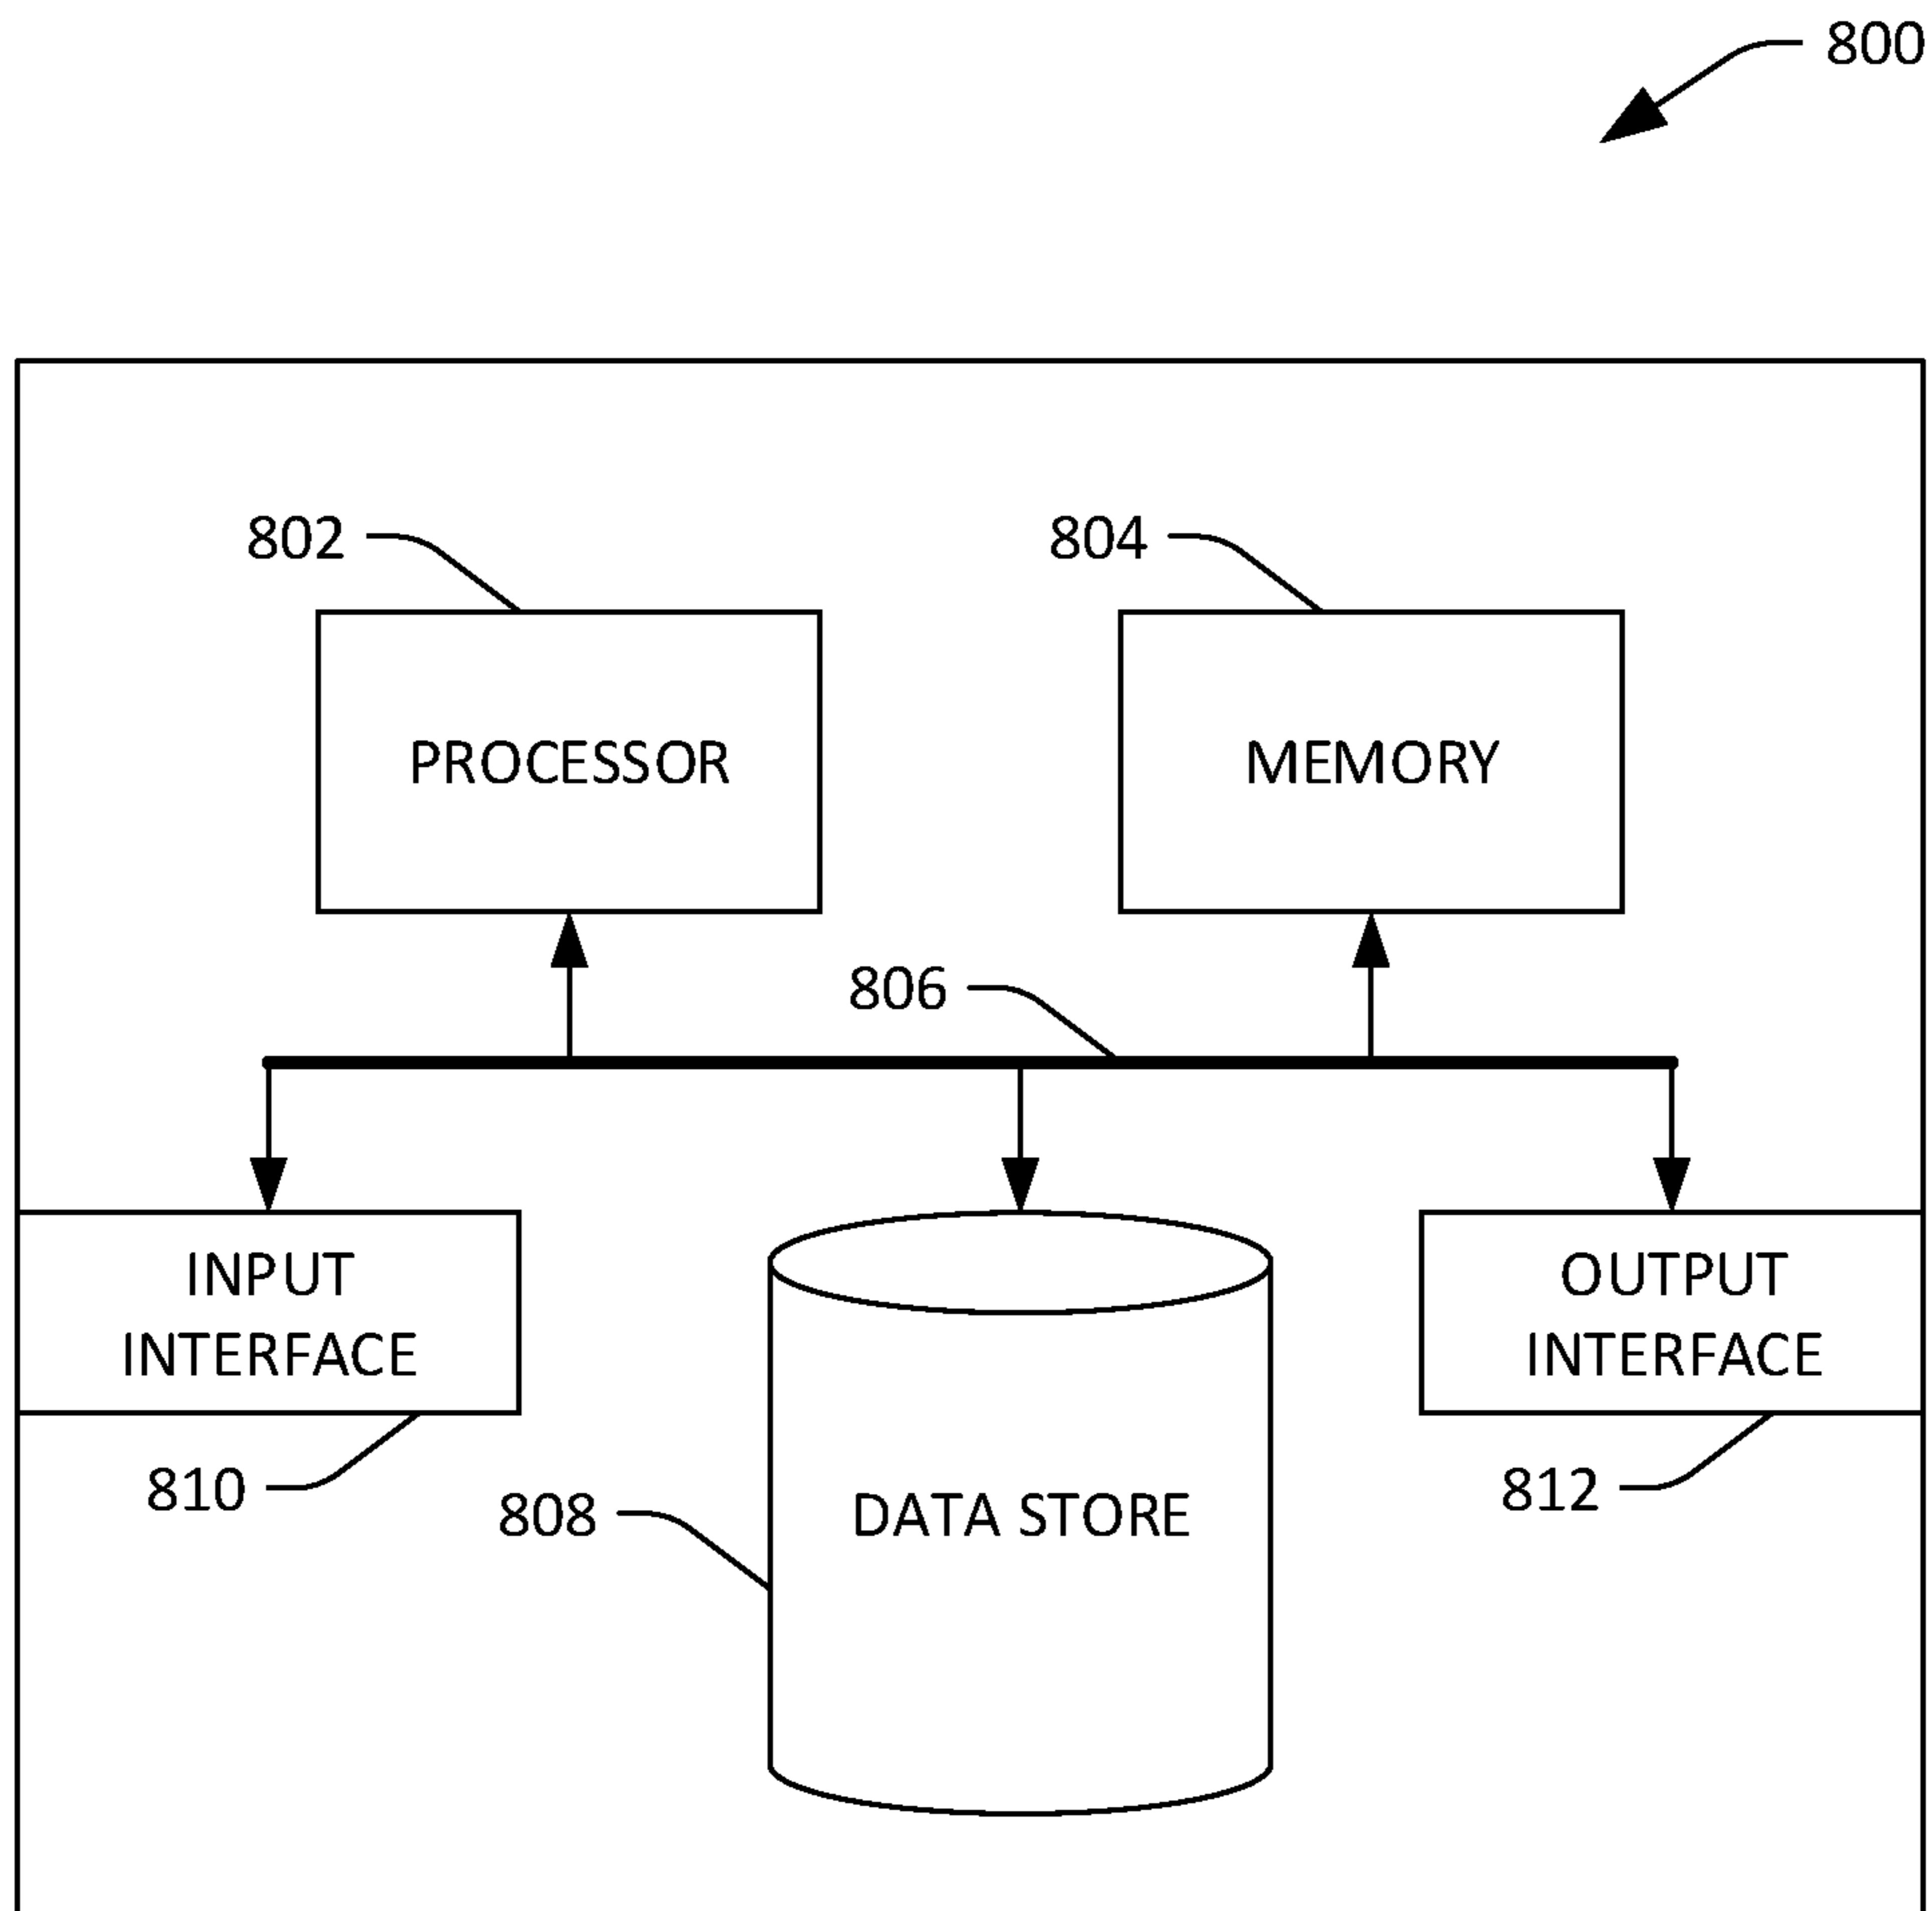 800
802
804
PROCESSOR
MEMORY
806
INPUT
INTERFACE
OUTPUT
INTERFACE
810
808
DATA STORE
812